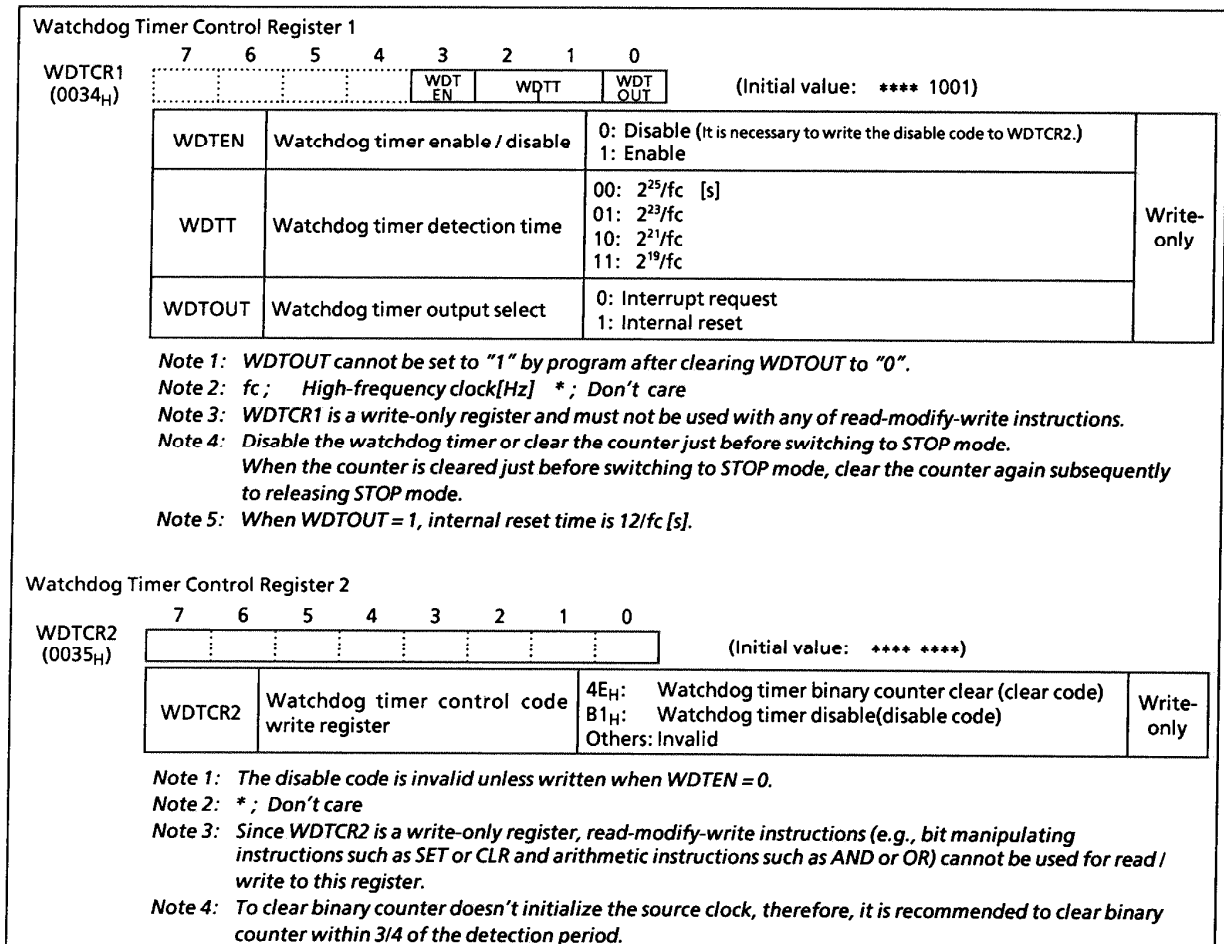 Watchdog Timer Control Register 1
7 6 5 4 3 2 1 0
WDTCR1
(0034H)
WDT
EN
WDTT
WDT
OUT
(Initial value: **** 1001)
WDTEN
Watchdog timer enable / disable
0: Disable (It is necessary to write the disable code to WDTCR2.)
1: Enable
WDTT
Watchdog timer detection time
00: 2²⁵/fc [s]
01: 2²³/fc
10: 2²¹/fc
11: 2¹⁹/fc
WDTOUT
Watchdog timer output select
0: Interrupt request
1: Internal reset
Write-
only
Note 1: WDTOUT cannot be set to "1" by program after clearing WDTOUT to "0".
Note 2: fc ; High-frequency clock[Hz] * ; Don't care
Note 3: WDTCR1 is a write-only register and must not be used with any of read-modify-write instructions.
Note 4: Disable the watchdog timer or clear the counter just before switching to STOP mode.
When the counter is cleared just before switching to STOP mode, clear the counter again subsequently
to releasing STOP mode.
Note 5: When WDTOUT = 1, internal reset time is 12/fc [s].
Watchdog Timer Control Register 2
7 6 5 4 3 2 1 0
WDTCR2
(0035H)
(Initial value: **** ****)
WDTCR2
Watchdog timer control code
write register
4EH: Watchdog timer binary counter clear (clear code)
B1H: Watchdog timer disable(disable code)
Others: Invalid
Write-
only
Note 1: The disable code is invalid unless written when WDTEN = 0.
Note 2: * ; Don't care
Note 3: Since WDTCR2 is a write-only register, read-modify-write instructions (e.g., bit manipulating
instructions such as SET or CLR and arithmetic instructions such as AND or OR) cannot be used for read /
write to this register.
Note 4: To clear binary counter doesn't initialize the source clock, therefore, it is recommended to clear binary
counter within 3/4 of the detection period.